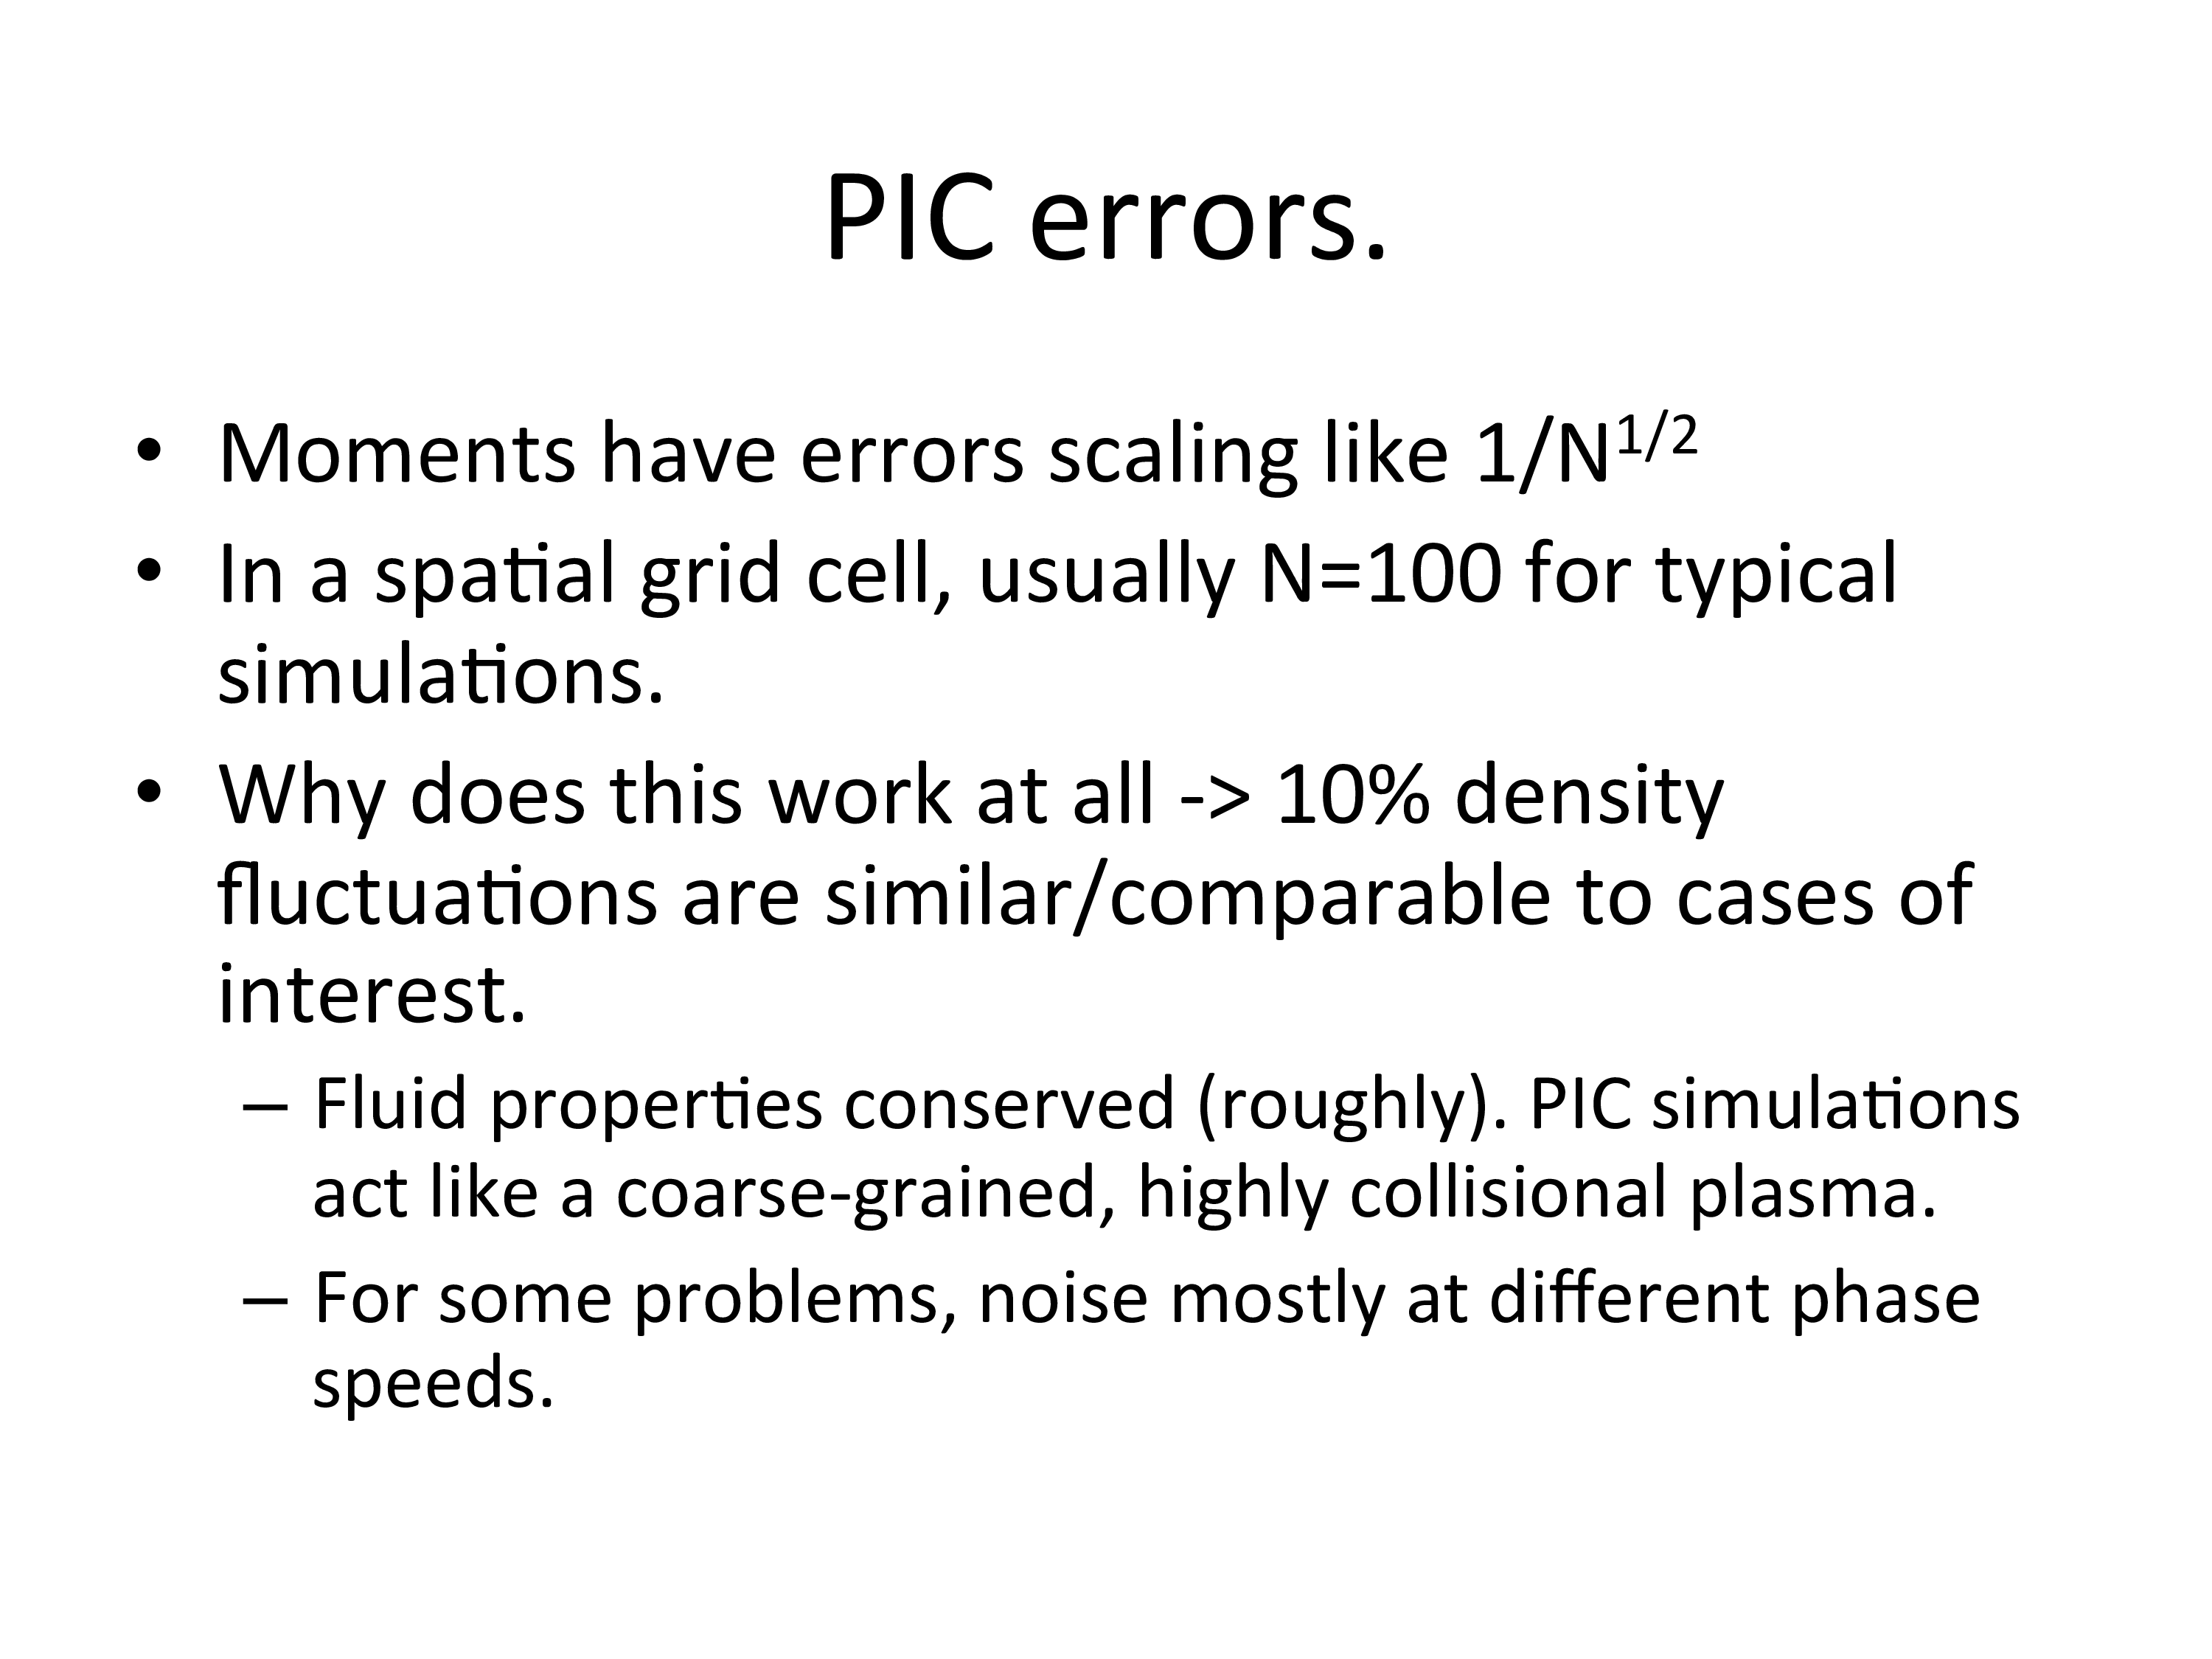 PIC errors.
• Moments have errors scaling like 1/N^1/2
• In a spatial grid cell, usually N=100 for typical
simulations.
• Why does this work at all -> 10% density
fluctuations are similar/comparable to cases of
interest.
– Fluid properties conserved (roughly). PIC simulations
act like a coarse-grained, highly collisional plasma.
– For some problems, noise mostly at different phase
speeds.